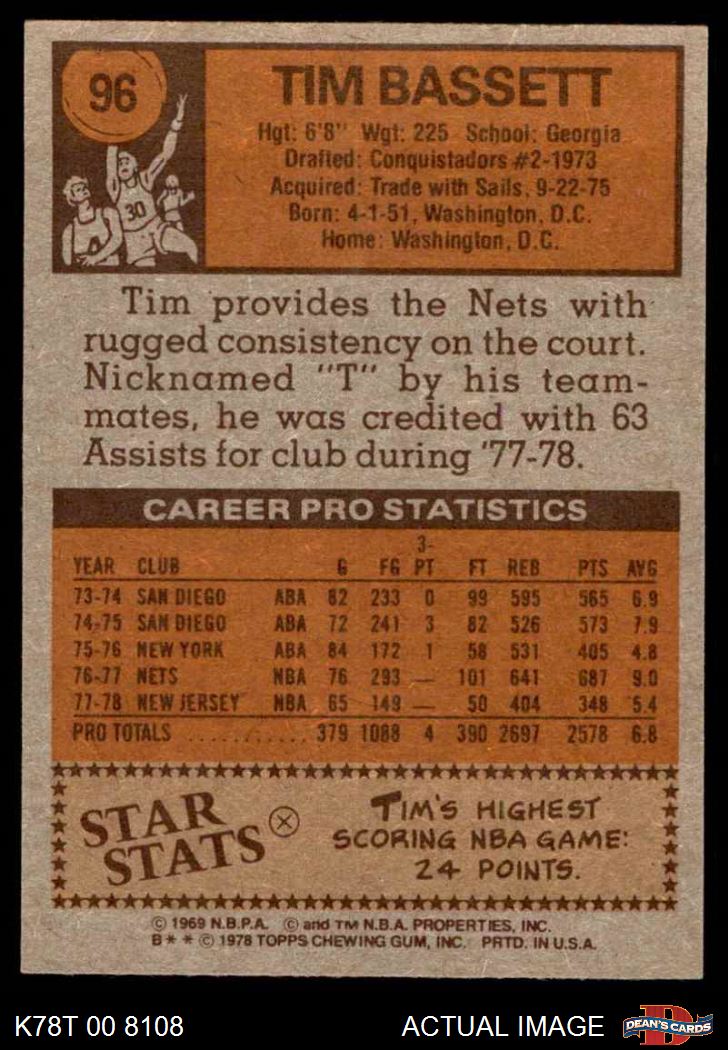 96
30
TIM BASSETT
Hgt: 6'8" Wgt: 225 School: Georgia
Drafted: Conquistadors #2-1973
Acquired: Trade with Sails, 9-22-75
Born: 4-1-51, Washington, D.C.
Home: Washington, D.C.
Tim provides the Nets with
rugged consistency on the court.
Nicknamed "T" by his team-
mates, he was credited with 63
Assists for club during '77-78.
CAREER PRO STATISTICS
YEAR CLUB G FG 3-PT FT REB PTS AVG
73-74 SAN DIEGO ABA 82 233 0 99 595 565 6.9
74-75 SAN DIEGO ABA 72 241 3 82 526 573 7.9
75-76 NEW YORK ABA 84 172 1 58 531 405 4.8
76-77 NETS NBA 76 293 — 101 641 687 9.0
77-78 NEW JERSEY NBA 65 149 — 50 404 348 5.4
PRO TOTALS ............ 379 1088 4 390 2697 2578 6.8
STAR STATS
TIM'S HIGHEST
SCORING NBA GAME:
24 POINTS.
© 1969 N.B.P.A. © and TM N.B.A. PROPERTIES, INC.
B* * © 1978 TOPPS CHEWING GUM, INC. PRTD. IN U.S.A.
K78T 00 8108 ACTUAL IMAGE
D
DEAN'S CARDS